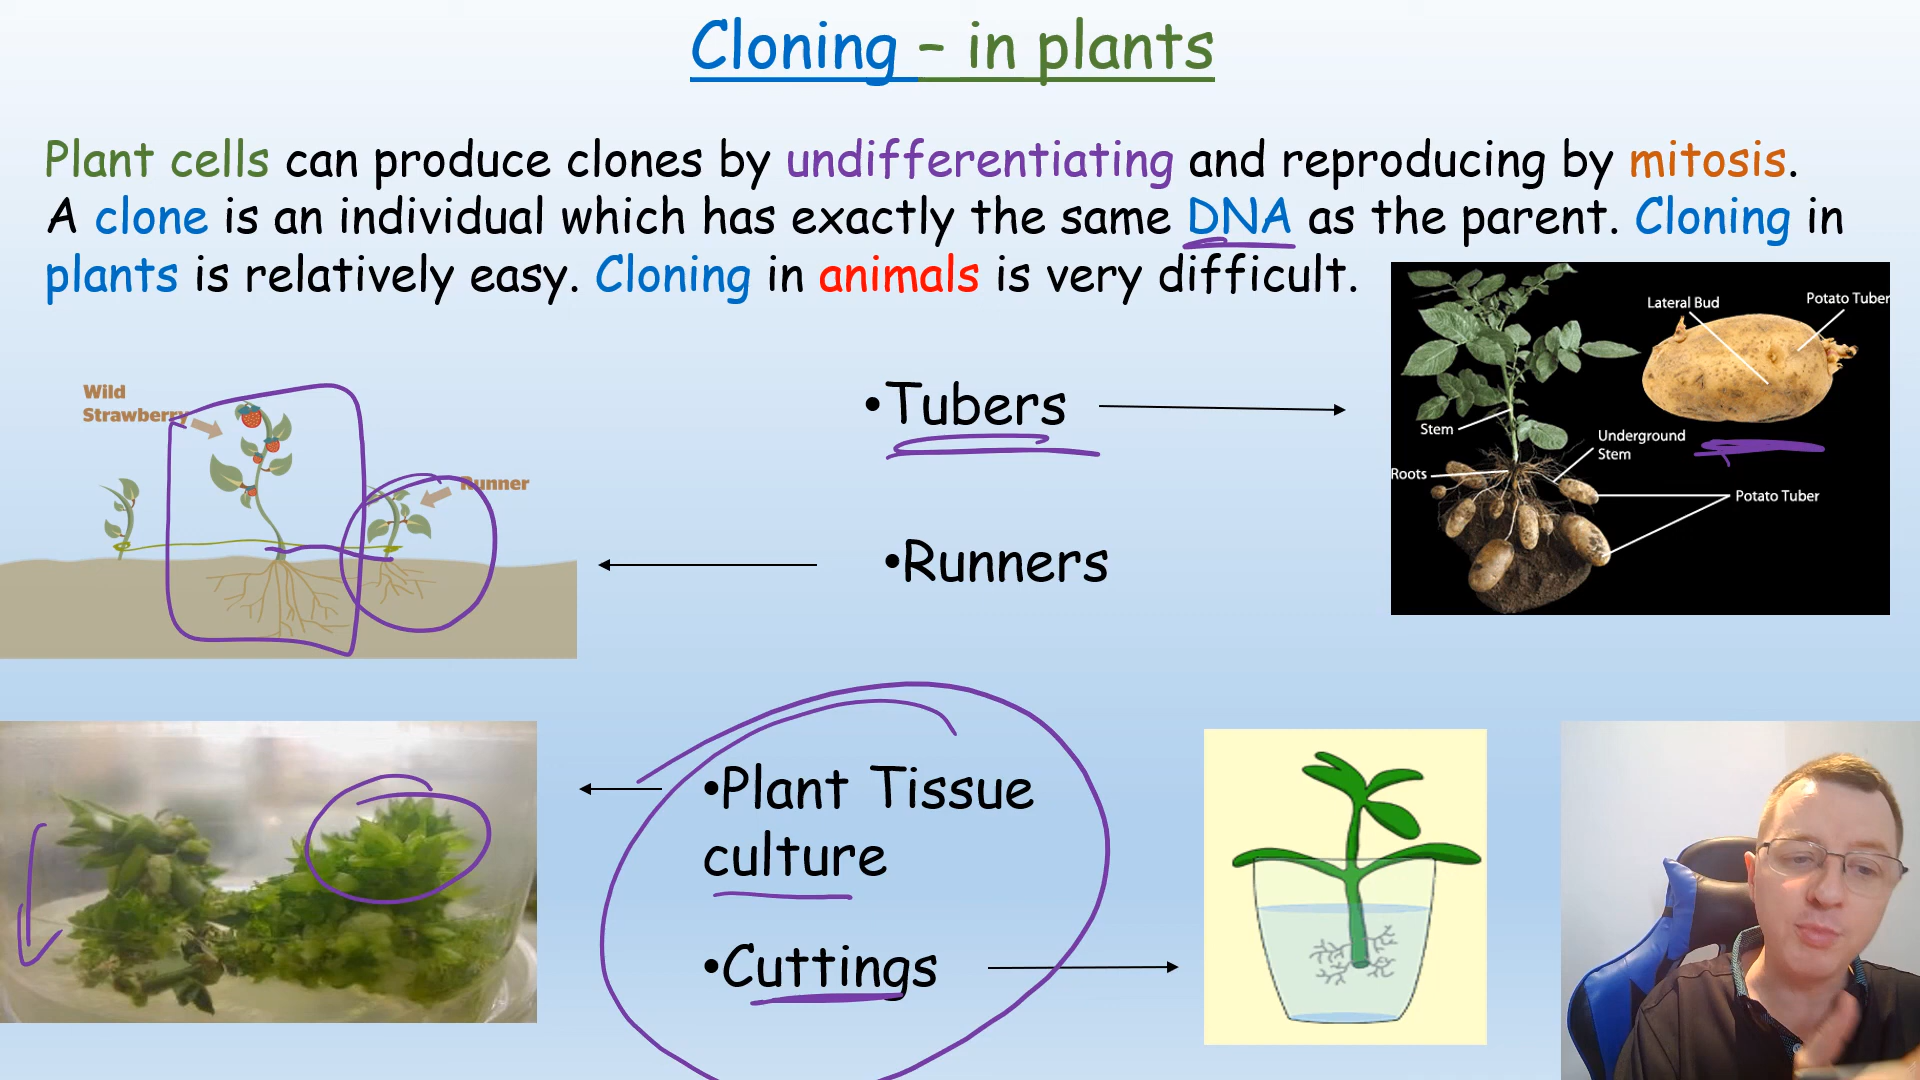 Cloning – in plants
Plant cells can produce clones by undifferentiating and reproducing by mitosis.
A clone is an individual which has exactly the same DNA as the parent. Cloning in
plants is relatively easy. Cloning in animals is very difficult.
Lateral Bud
Potato Tuber
Stem
Underground
Stem
Roots
Potato Tuber
Wild
Strawberry
Runner
•Tubers
•Runners
•Plant Tissue
culture
•Cuttings